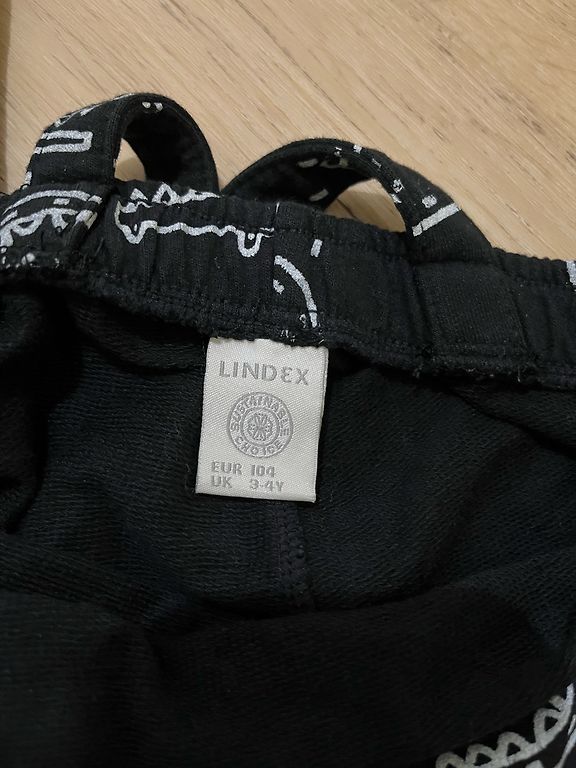 LINDEX
SUSTAINABLE
CHOICE
EUR 104
UK 3-4Y